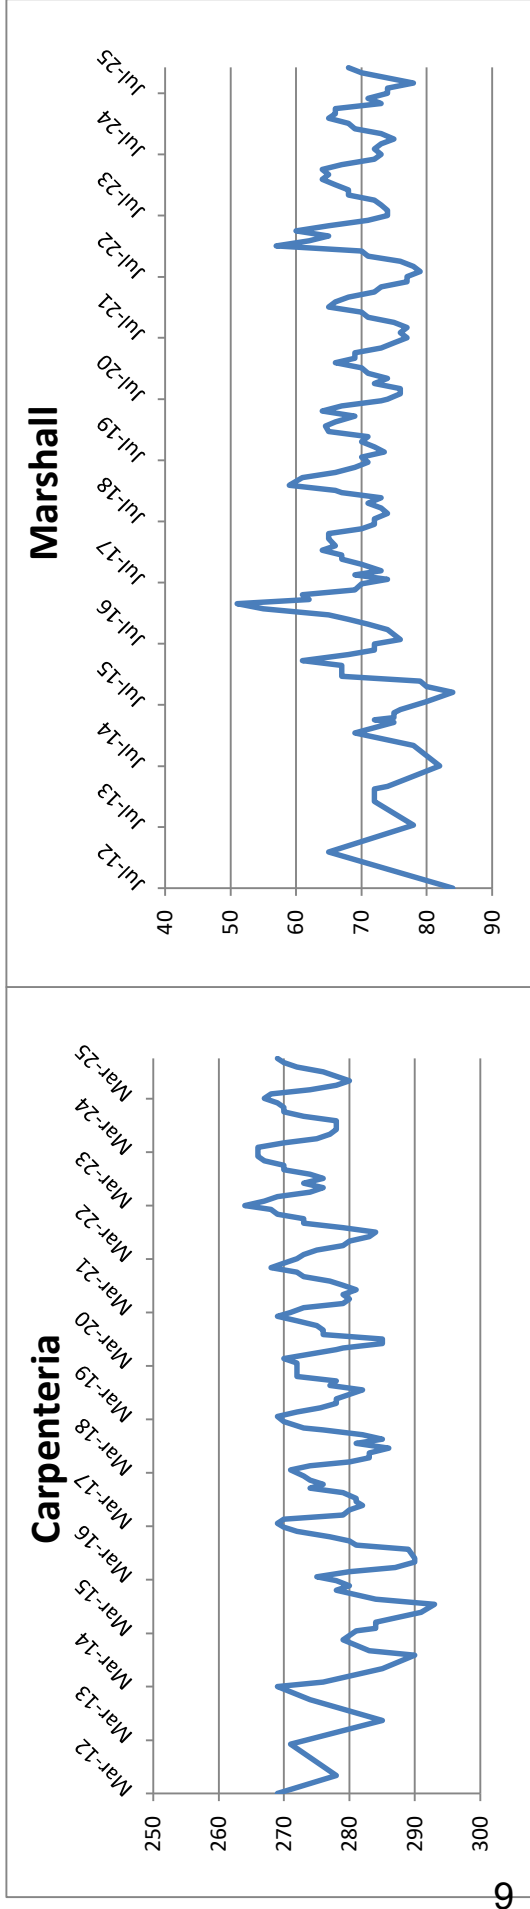 Carpenteria
250
260
270
280
290
300
Mar-12
Mar-13
Mar-14
Mar-15
Mar-16
Mar-17
Mar-18
Mar-19
Mar-20
Mar-21
Mar-22
Mar-23
Mar-24
Mar-25
Marshall
40
50
60
70
80
90
Jul-12
Jul-13
Jul-14
Jul-15
Jul-16
Jul-17
Jul-18
Jul-19
Jul-20
Jul-21
Jul-22
Jul-23
Jul-24
Jul-25
9